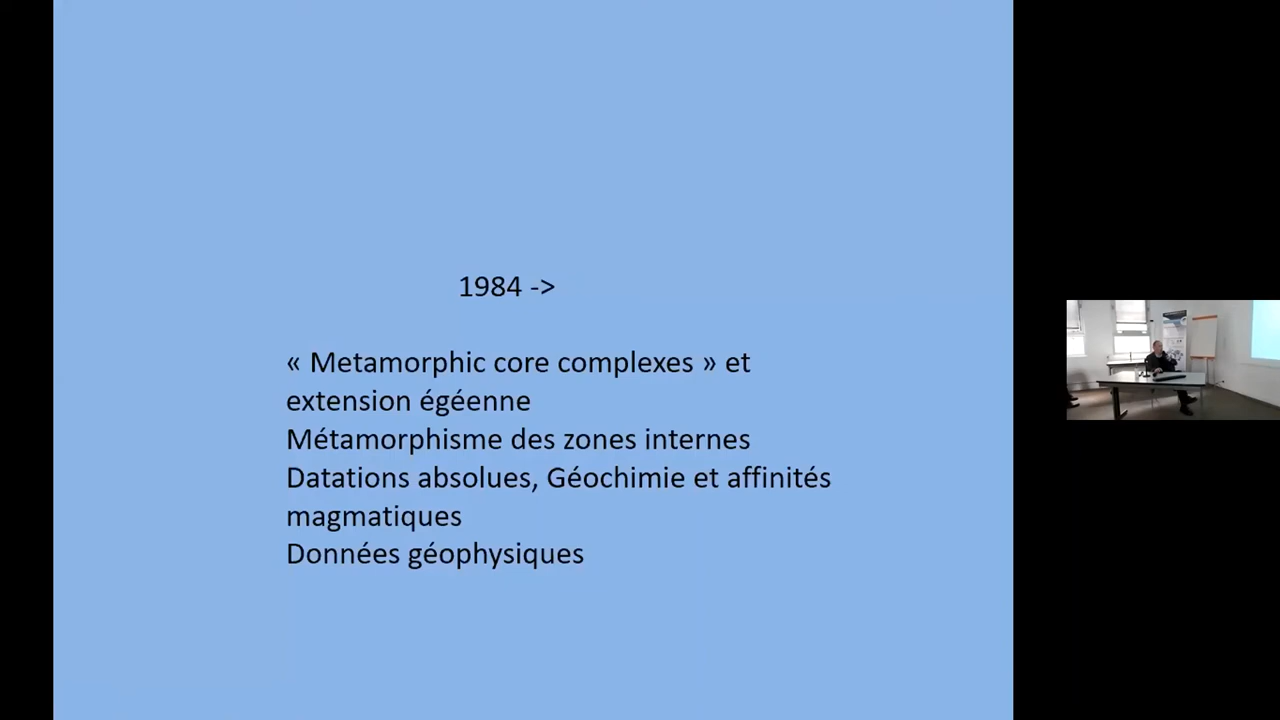 1984 ->
« Metamorphic core complexes » et
extension égéenne
Métamorphisme des zones internes
Datations absolues, Géochimie et affinités
magmatiques
Données géophysiques